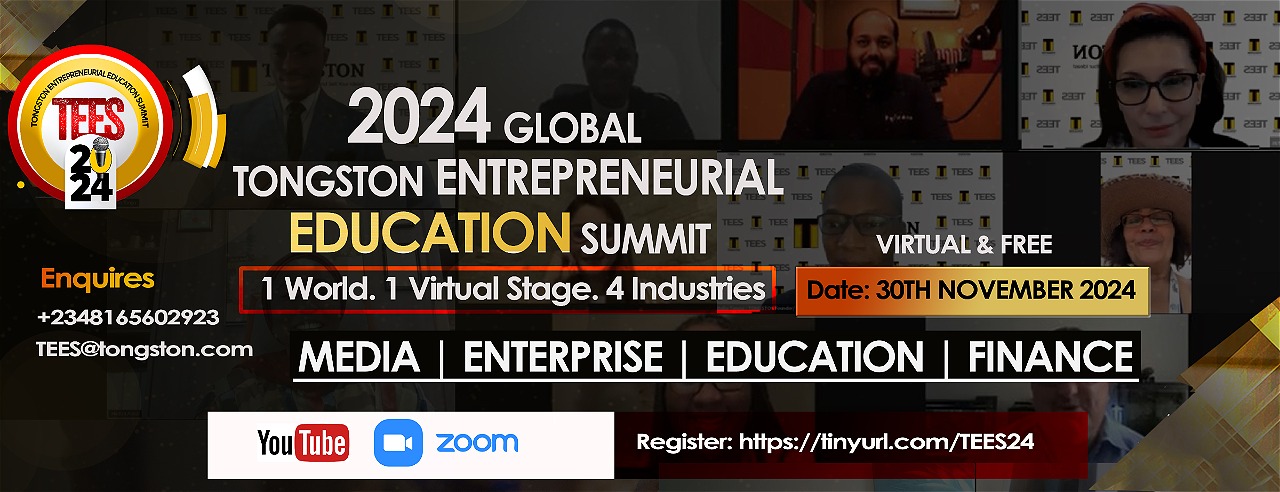 TONGSTON ENTREPRENEURIAL EDUCATION SUMMIT
TEES
20
24
2024 GLOBAL
TONGSTON ENTREPRENEURIAL
EDUCATION SUMMIT
1 World. 1 Virtual Stage. 4 Industries
VIRTUAL & FREE
Date: 30TH NOVEMBER 2024
Enquires
+2348165602923
TEES@tongston.com
MEDIA | ENTERPRISE | EDUCATION | FINANCE
YouTube
zoom
Register: https://tinyurl.com/TEES24